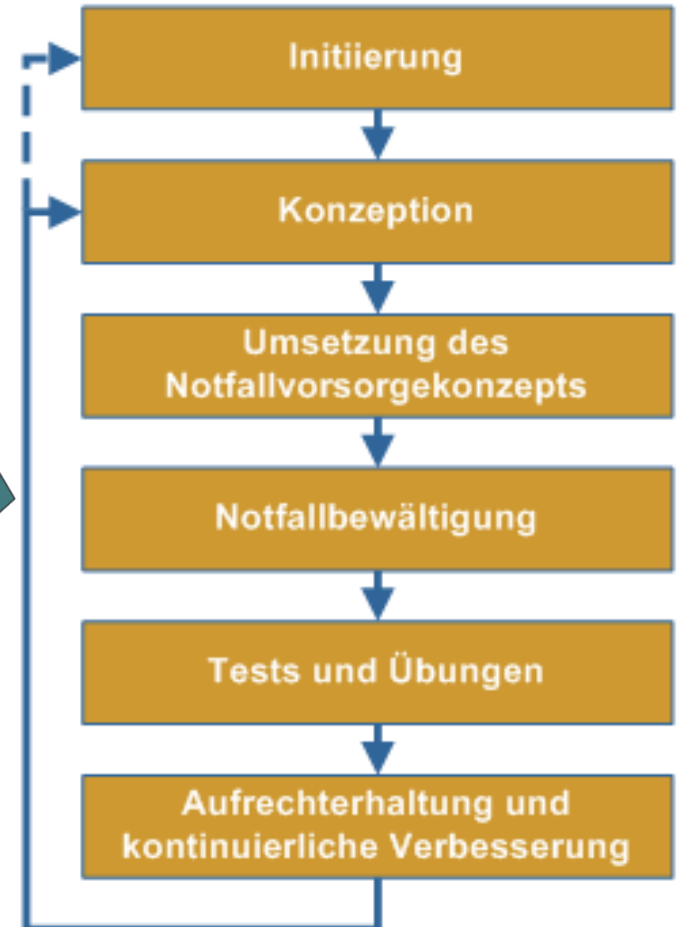 Initiierung
Konzeption
Umsetzung des
Notfallvorsorgekonzepts
Notfallbewältigung
Tests und Übungen
Aufrechterhaltung und
kontinuierliche Verbesserung